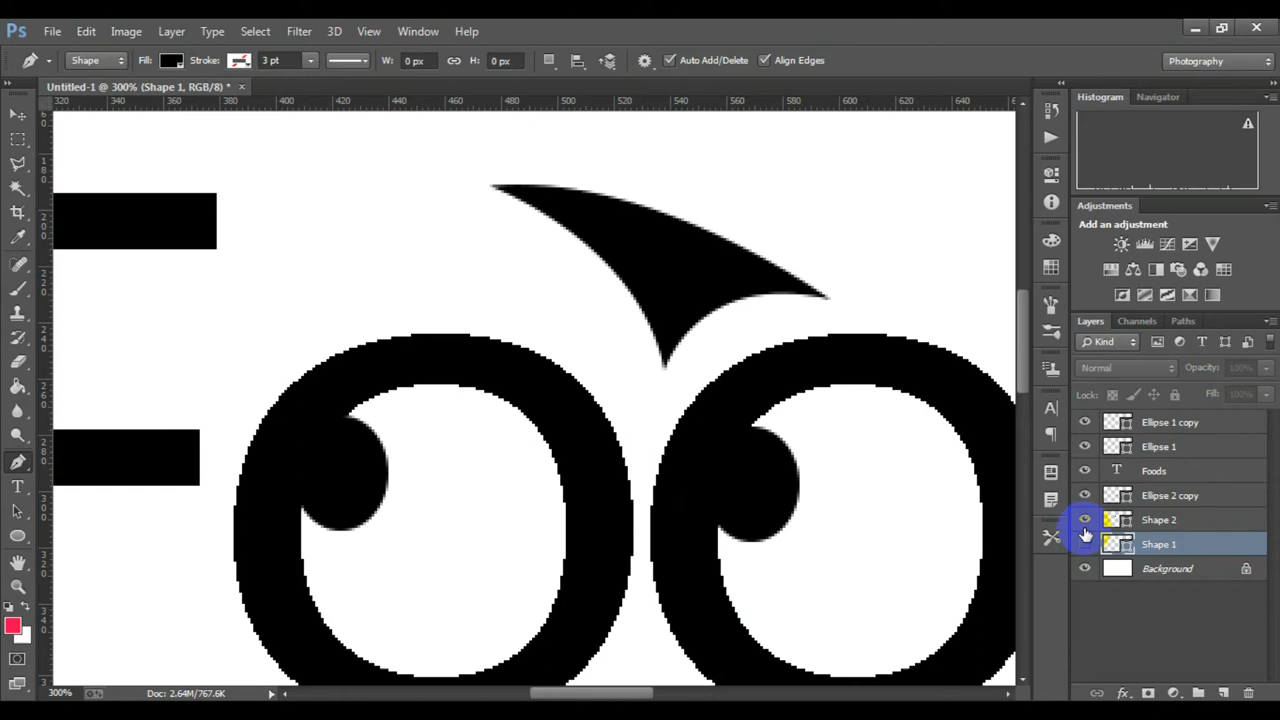 Ps File Edit Image Layer Type Select Filter 3D View Window Help
Shape Fill: Stroke: 3 pt W: 0 px H: 0 px Auto Add/Delete Align Edges Photography
Untitled-1 @ 300% (Shape 1, RGB/8) *
320 340 360 380 400 420 440 460 480 500 520 540 560 580 600 620 640
Histogram Navigator
Adjustments
Add an adjustment
Layers Channels Paths
Kind
Normal Opacity: 100%
Lock: Fill: 100%
Ellipse 1 copy
Ellipse 1
T Foods
Ellipse 2 copy
Shape 2
Shape 1
Background
300% Doc: 2.64M/767.6K